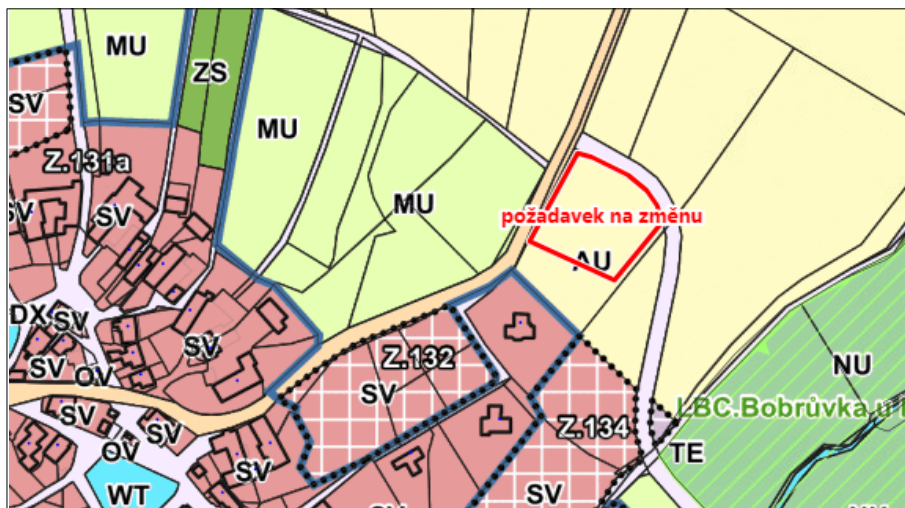 MU
ZS
SV
MU
Z.131a
MU
SV
SV
požadavek na změnu
AU
DX
SV
SV
SV
OV
Z.132
SV
NU
LBC.Bobrůvka u
SV
SV
OV
Z.134
TE
SV
WT
SV